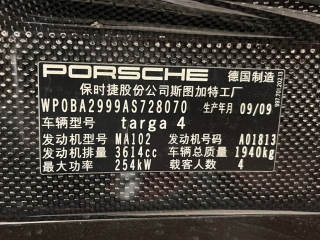 PORSCHE 德国制造
保时捷股份公司斯图加特工厂
WP0BA2999AS728070 生产年月 09/09
车辆型号 targa 4
发动机型号 MA102 发动机号码 A01813
发动机排量 3614cc 车辆总质量 1940kg
最大功率 254kW 载客人数 4